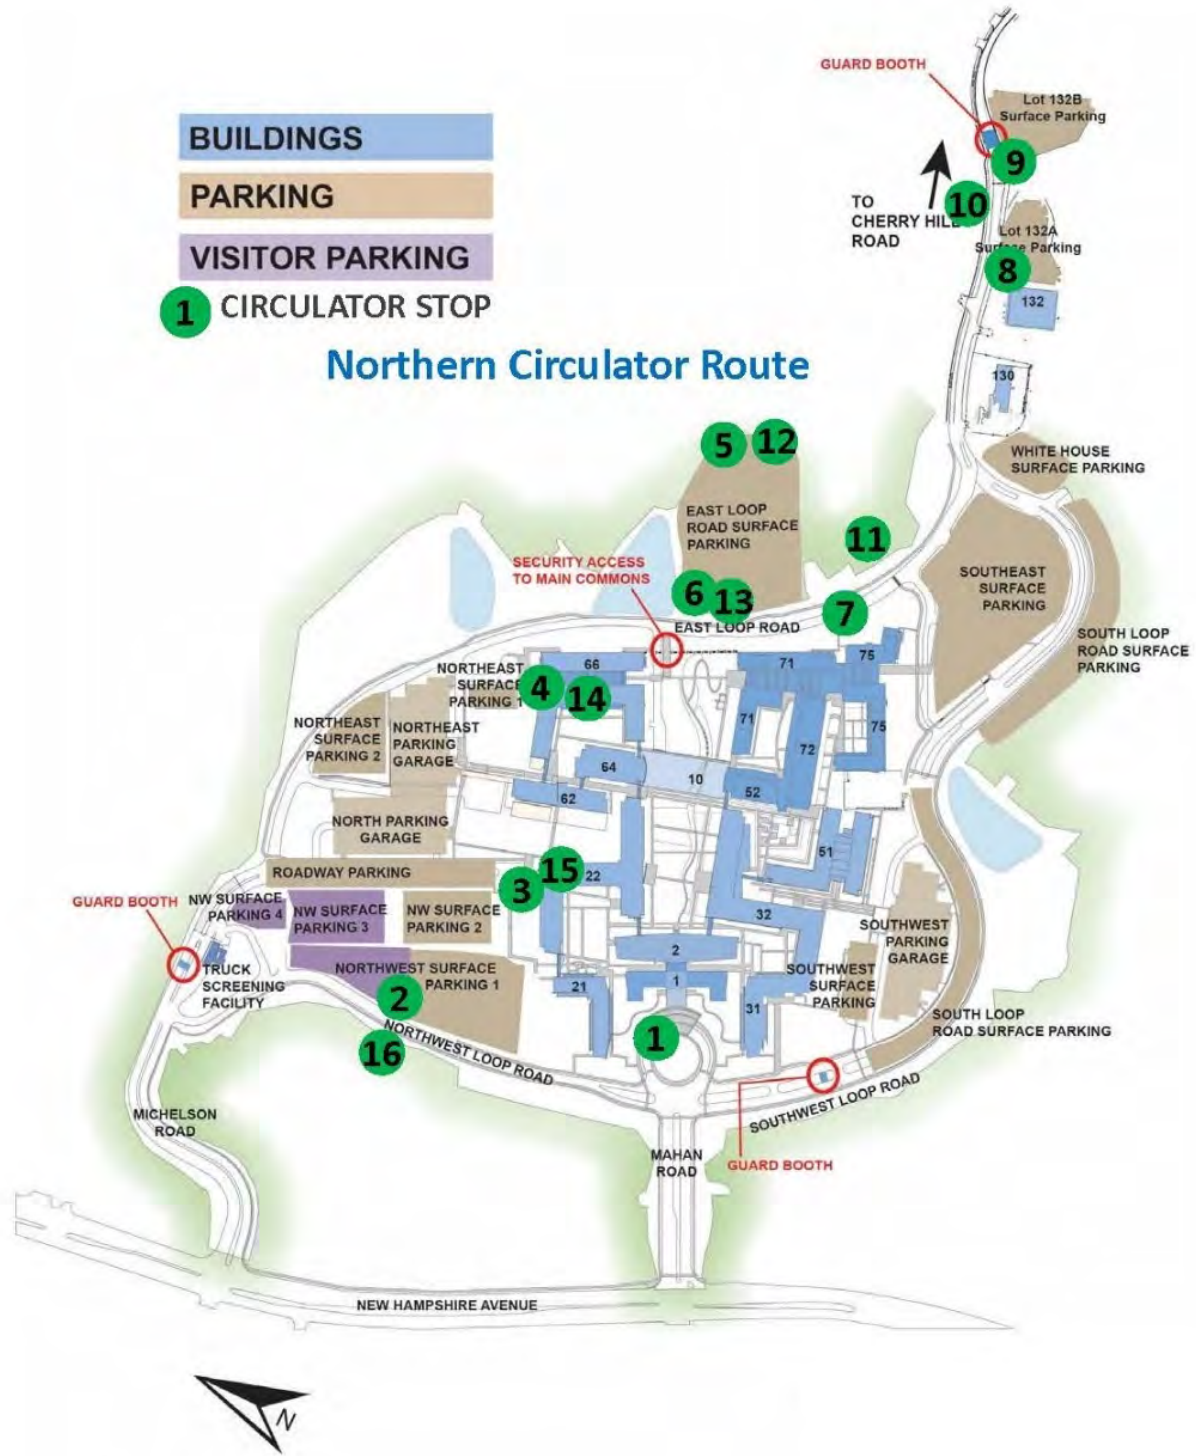 GUARD BOOTH
Lot 132B
Surface Parking
BUILDINGS
PARKING
VISITOR PARKING
1 CIRCULATOR STOP
Northern Circulator Route
9
10
TO
CHERRY HILL
ROAD
Lot 132A
Surface Parking
8
132
130
5
12
WHITE HOUSE
SURFACE PARKING
EAST LOOP
ROAD SURFACE
PARKING
11
SECURITY ACCESS
TO MAIN COMMONS
SOUTHEAST
SURFACE
PARKING
6
13
7
EAST LOOP ROAD
SOUTH LOOP
ROAD SURFACE
PARKING
NORTHEAST
SURFACE
PARKING 1
4
14
66
71
75
NORTHEAST
SURFACE
PARKING 2
NORTHEAST
PARKING
GARAGE
71
72
75
64
10
52
62
NORTH PARKING
GARAGE
51
ROADWAY PARKING
3
15
22
GUARD BOOTH
NW SURFACE
PARKING 4
NW SURFACE
PARKING 3
NW SURFACE
PARKING 2
32
SOUTHWEST
PARKING
GARAGE
2
1
TRUCK
SCREENING
FACILITY
NORTHWEST SURFACE
PARKING 1
2
21
31
SOUTHWEST
SURFACE
PARKING
SOUTH LOOP
ROAD SURFACE PARKING
1
16
NORTHWEST LOOP ROAD
SOUTHWEST LOOP ROAD
MICHELSON
ROAD
MAHAN
ROAD
GUARD BOOTH
NEW HAMPSHIRE AVENUE
N